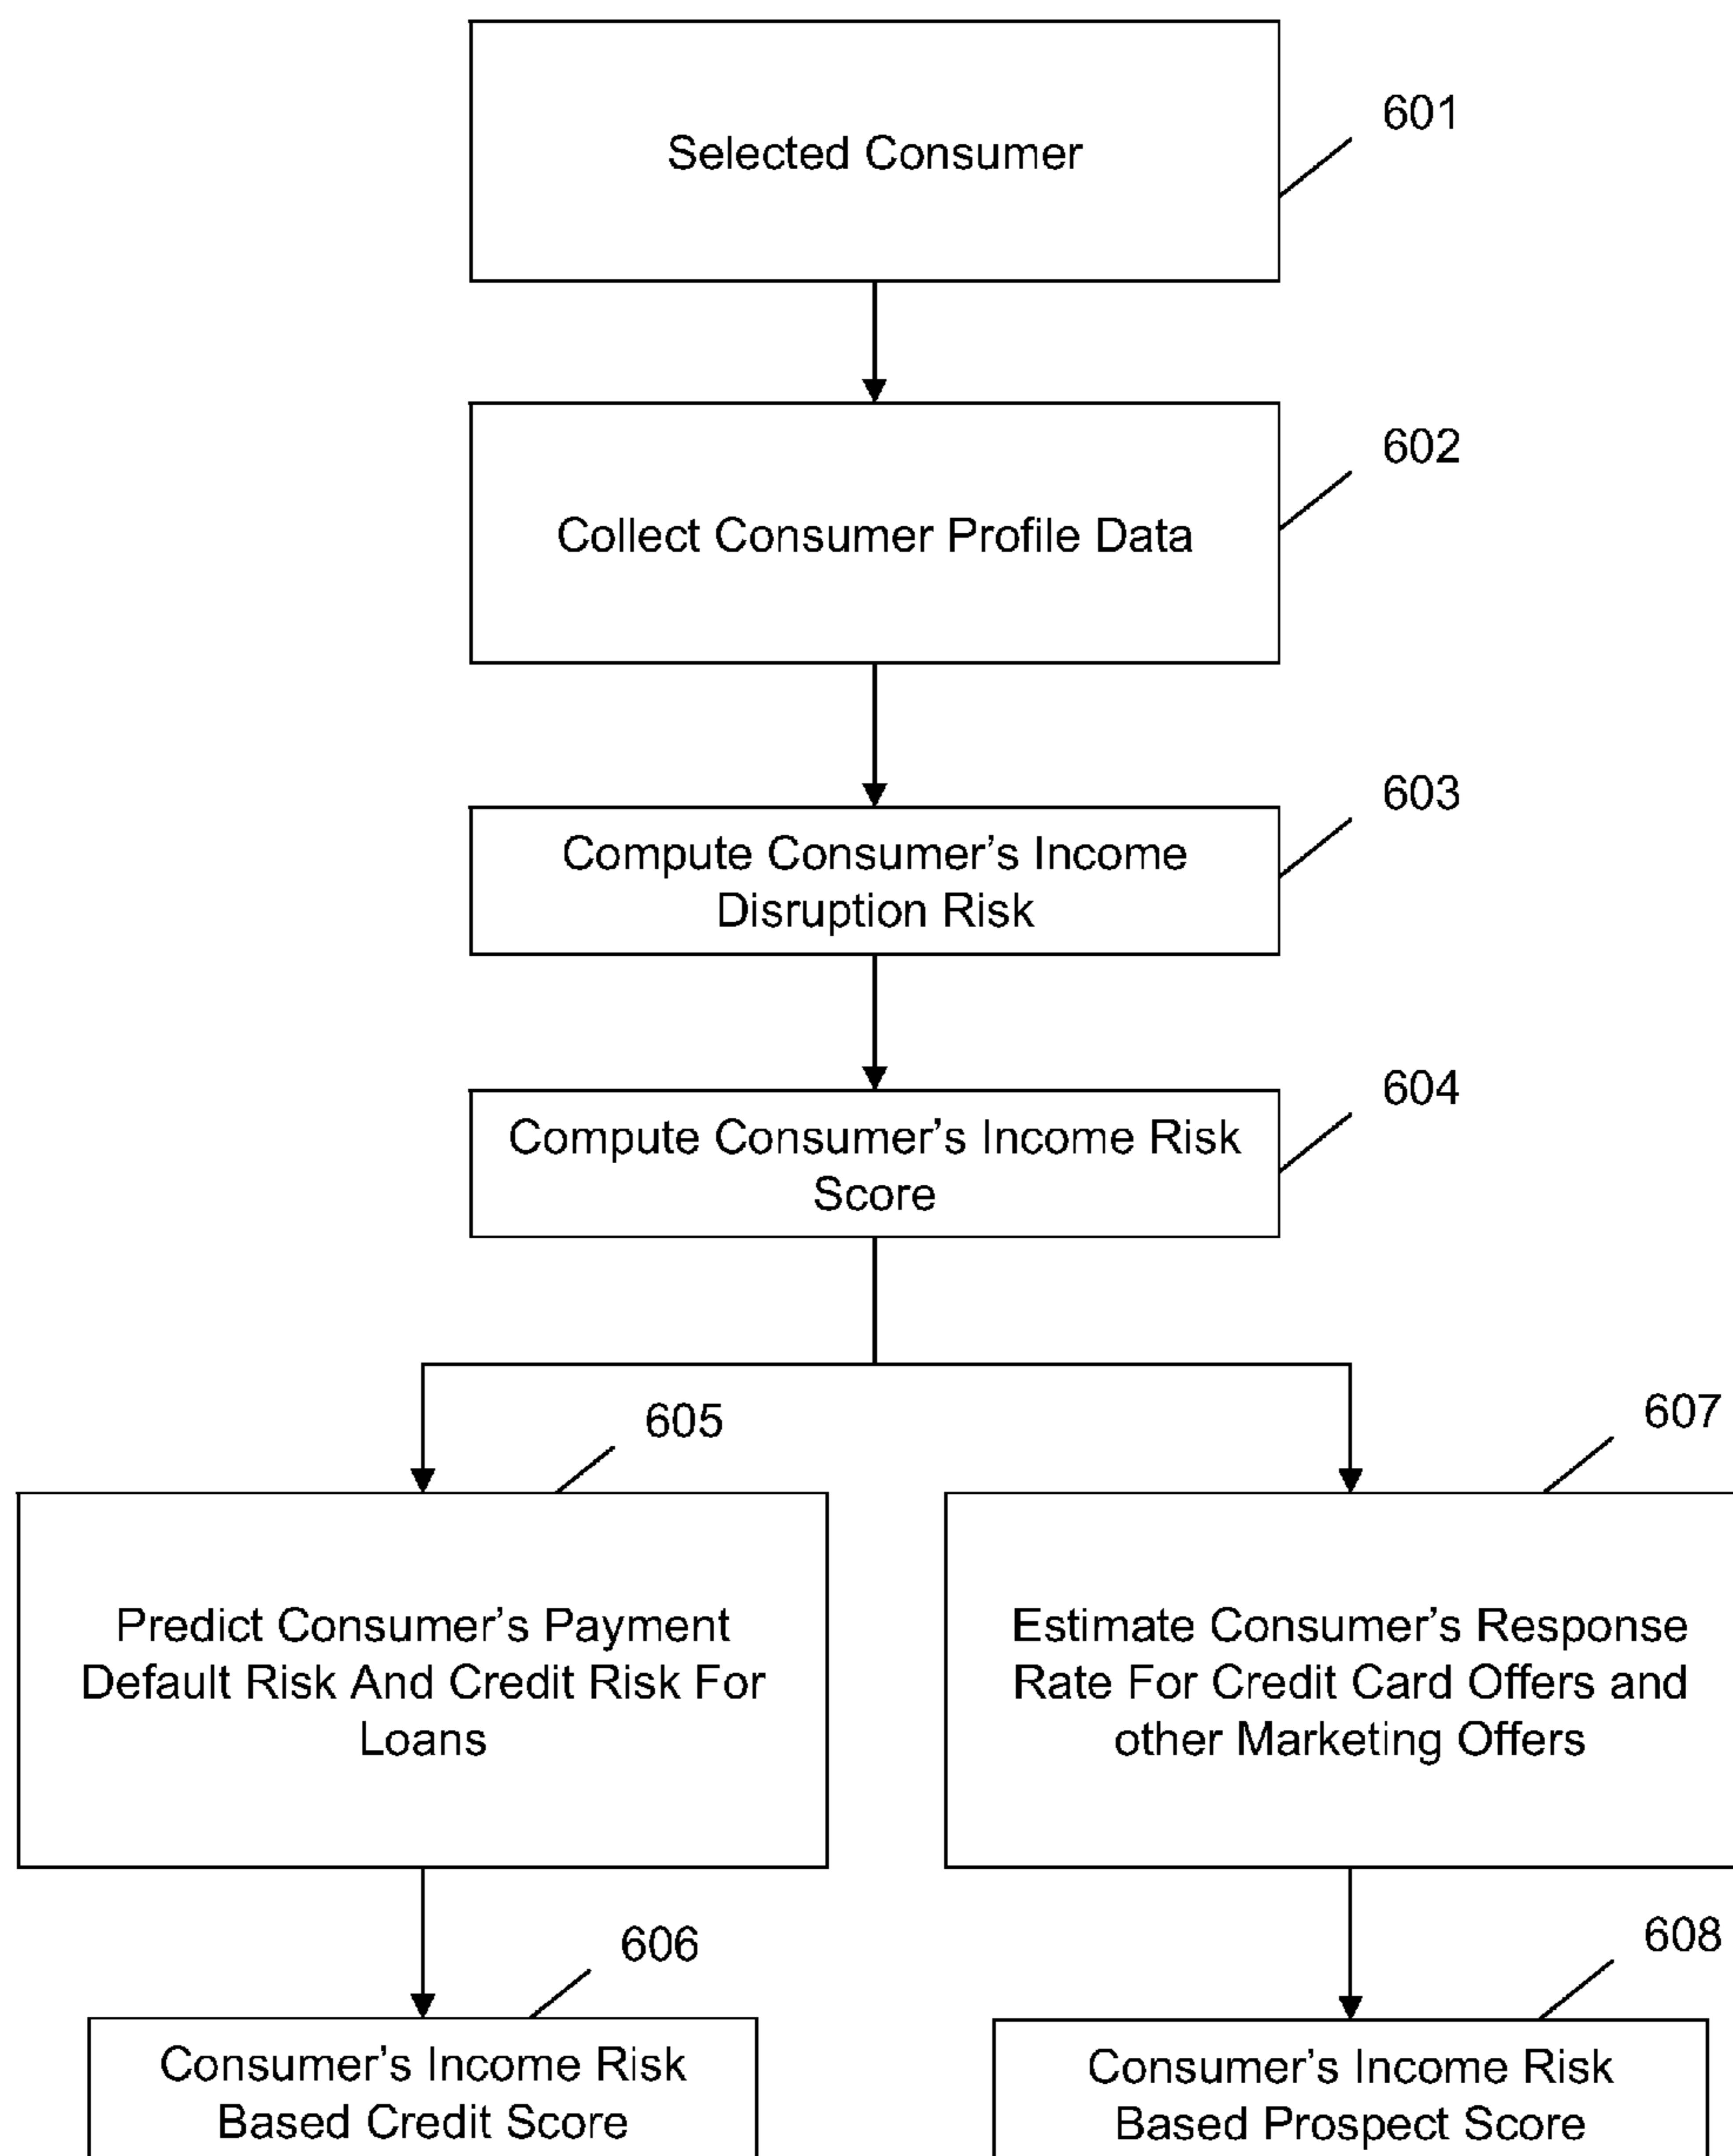 Selected Consumer
601
Collect Consumer Profile Data
602
Compute Consumer's Income
Disruption Risk
603
Compute Consumer's Income Risk
Score
604
605
Predict Consumer's Payment
Default Risk And Credit Risk For
Loans
607
Estimate Consumer's Response
Rate For Credit Card Offers and
other Marketing Offers
606
Consumer's Income Risk
Based Credit Score
608
Consumer's Income Risk
Based Prospect Score